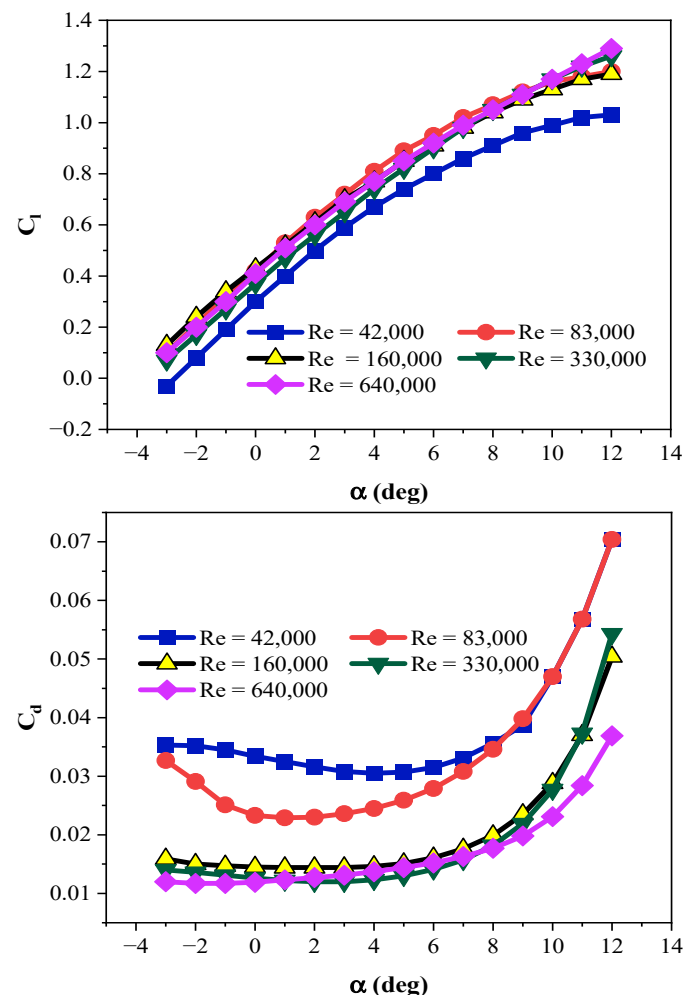 1.4
1.2
1.0
0.8
0.6
0.4
0.2
0.0
−0.2
C_l
Re = 42,000 Re = 83,000
Re = 160,000 Re = 330,000
Re = 640,000
−4 −2 0 2 4 6 8 10 12 14
α (deg)
0.07
0.06
0.05
0.04
0.03
0.02
0.01
C_d
Re = 42,000 Re = 83,000
Re = 160,000 Re = 330,000
Re = 640,000
−4 −2 0 2 4 6 8 10 12 14
α (deg)